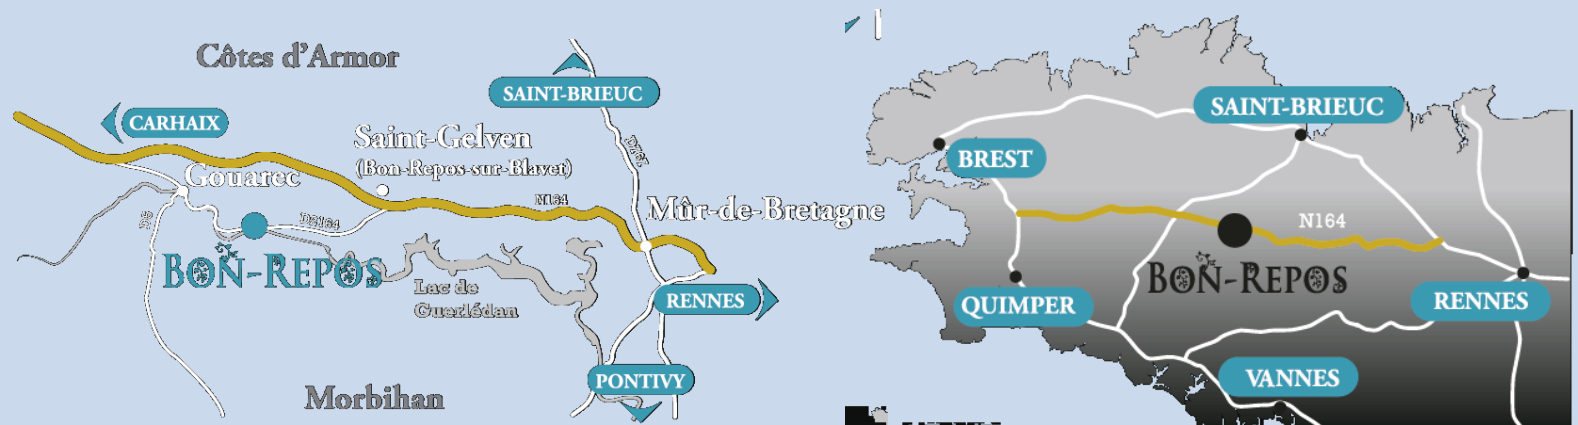 Côtes d'Armor
SAINT-BRIEUC
CARHAIX
Saint-Gelven
(Bon-Repos-sur-Blavet)
Gouarec
N164
Mûr-de-Bretagne
D2164
BON-REPOS
Lac de
Guerlédan
RENNES
PONTIVY
Morbihan
SAINT-BRIEUC
BREST
N164
BON-REPOS
QUIMPER
RENNES
VANNES